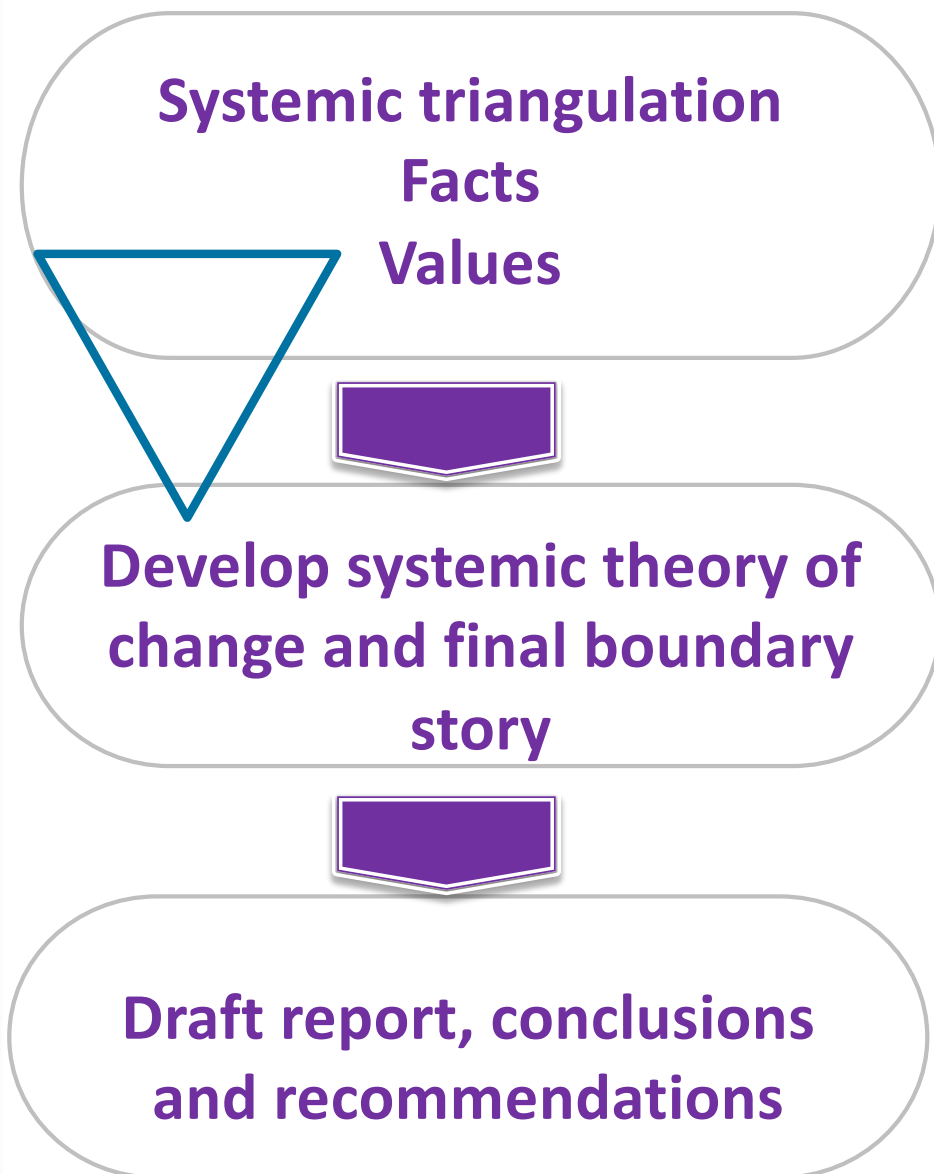 Systemic triangulation
Facts
Values
Develop systemic theory of
change and final boundary
story
Draft report, conclusions
and recommendations